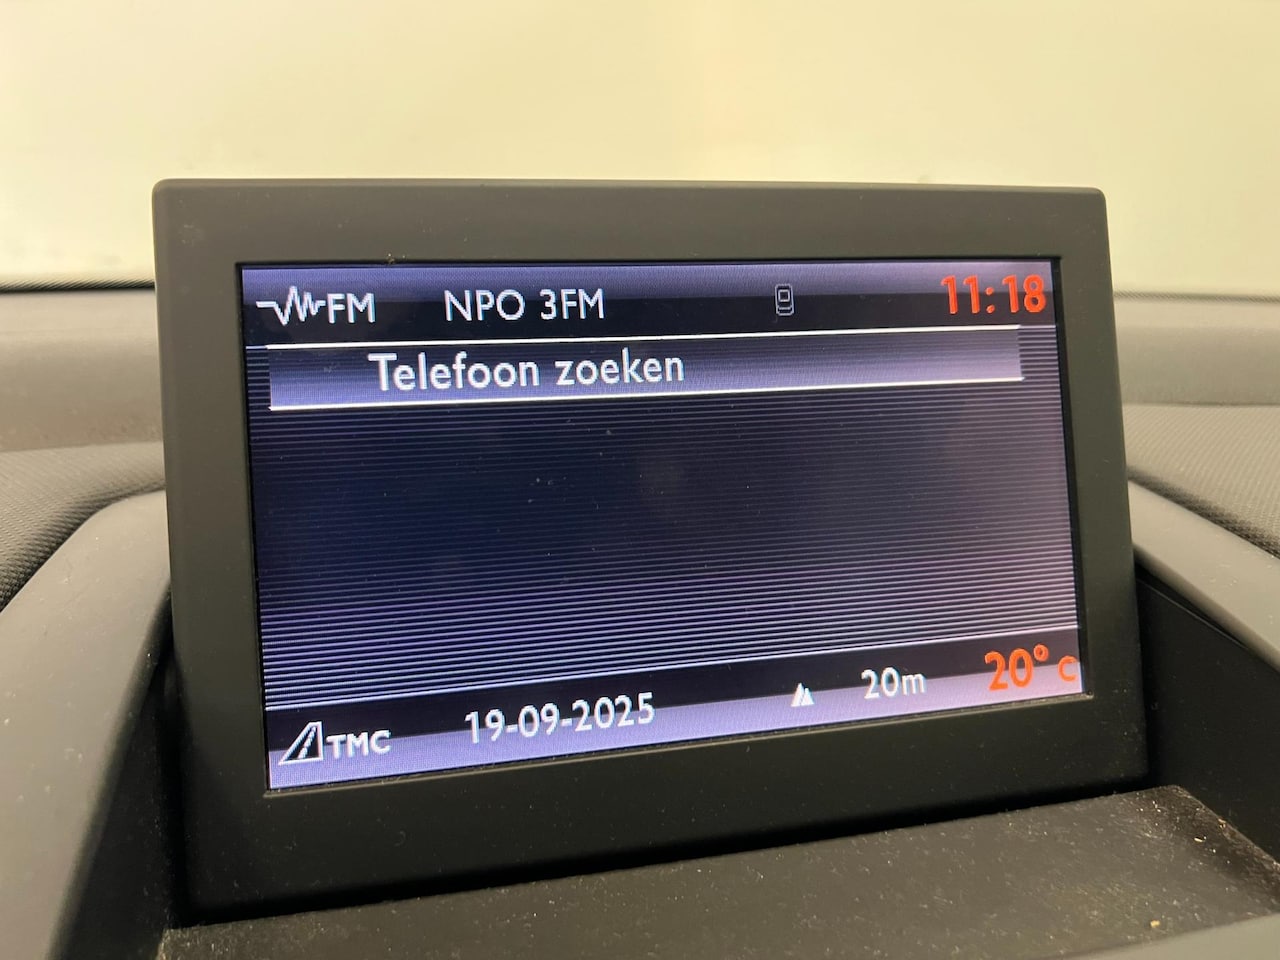 FM NPO 3FM 11:18
Telefoon zoeken
TMC 19-09-2025 20m 20° C